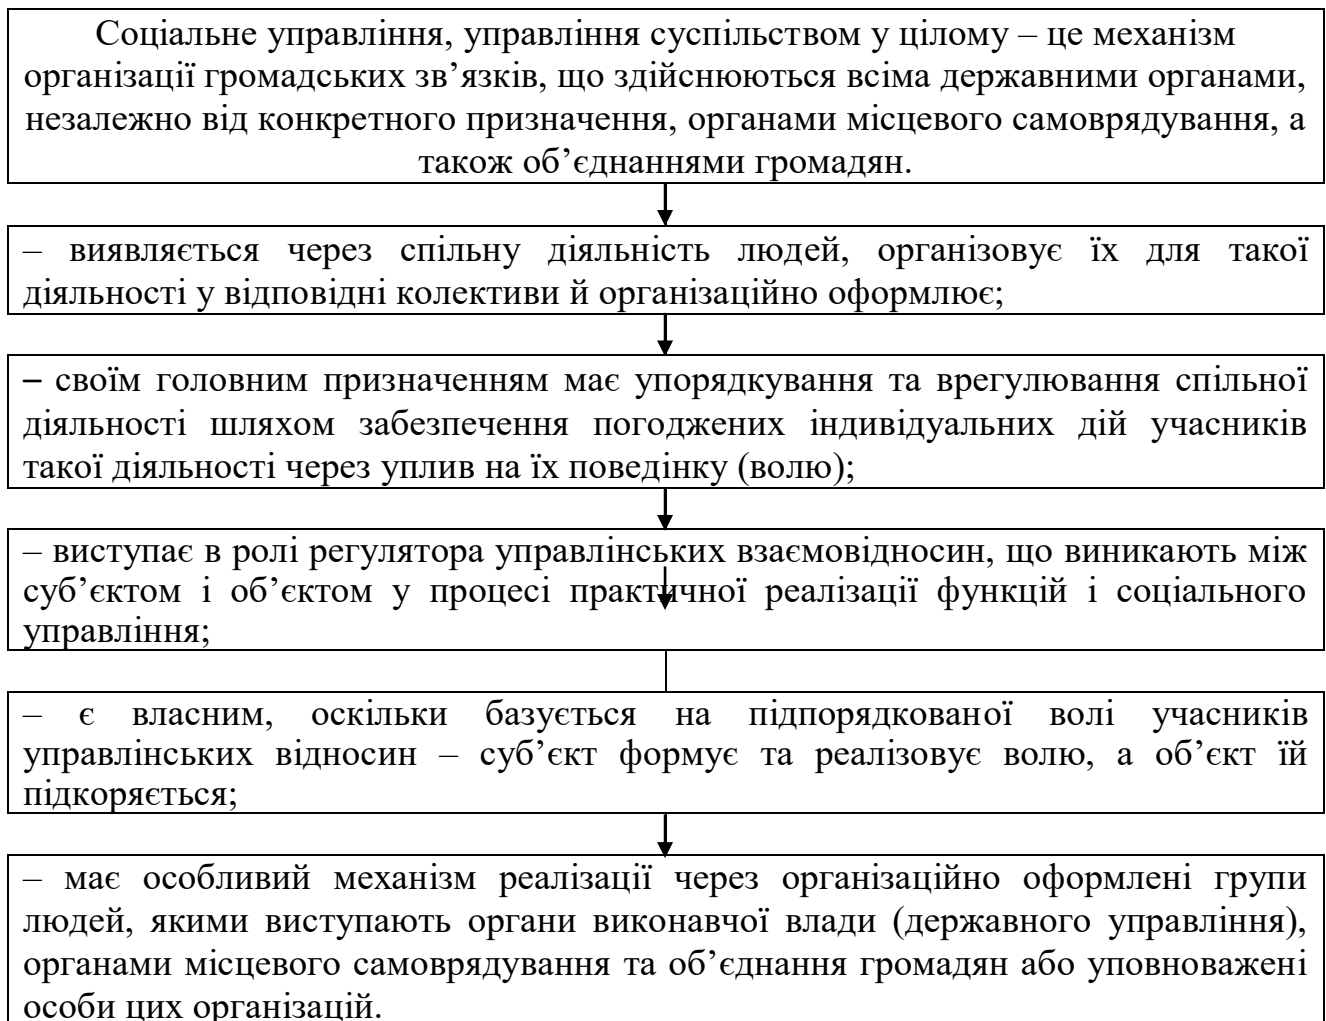 Соціальне управління, управління суспільством у цілому – це механізм
організації громадських зв’язків, що здійснюються всіма державними органами,
незалежно від конкретного призначення, органами місцевого самоврядування, а
також об’єднаннями громадян.
– виявляється через спільну діяльність людей, організовує їх для такої
діяльності у відповідні колективи й організаційно оформлює;
– своїм головним призначенням має упорядкування та врегулювання спільної
діяльності шляхом забезпечення погоджених індивідуальних дій учасників
такої діяльності через уплив на їх поведінку (волю);
– виступає в ролі регулятора управлінських взаємовідносин, що виникають між
суб’єктом і об’єктом у процесі практичної реалізації функцій і соціального
управління;
– є власним, оскільки базується на підпорядкованої волі учасників
управлінських відносин – суб’єкт формує та реалізовує волю, а об’єкт їй
підкоряється;
– має особливий механізм реалізації через організаційно оформлені групи
людей, якими виступають органи виконавчої влади (державного управління),
органами місцевого самоврядування та об’єднання громадян або уповноважені
особи цих організацій.